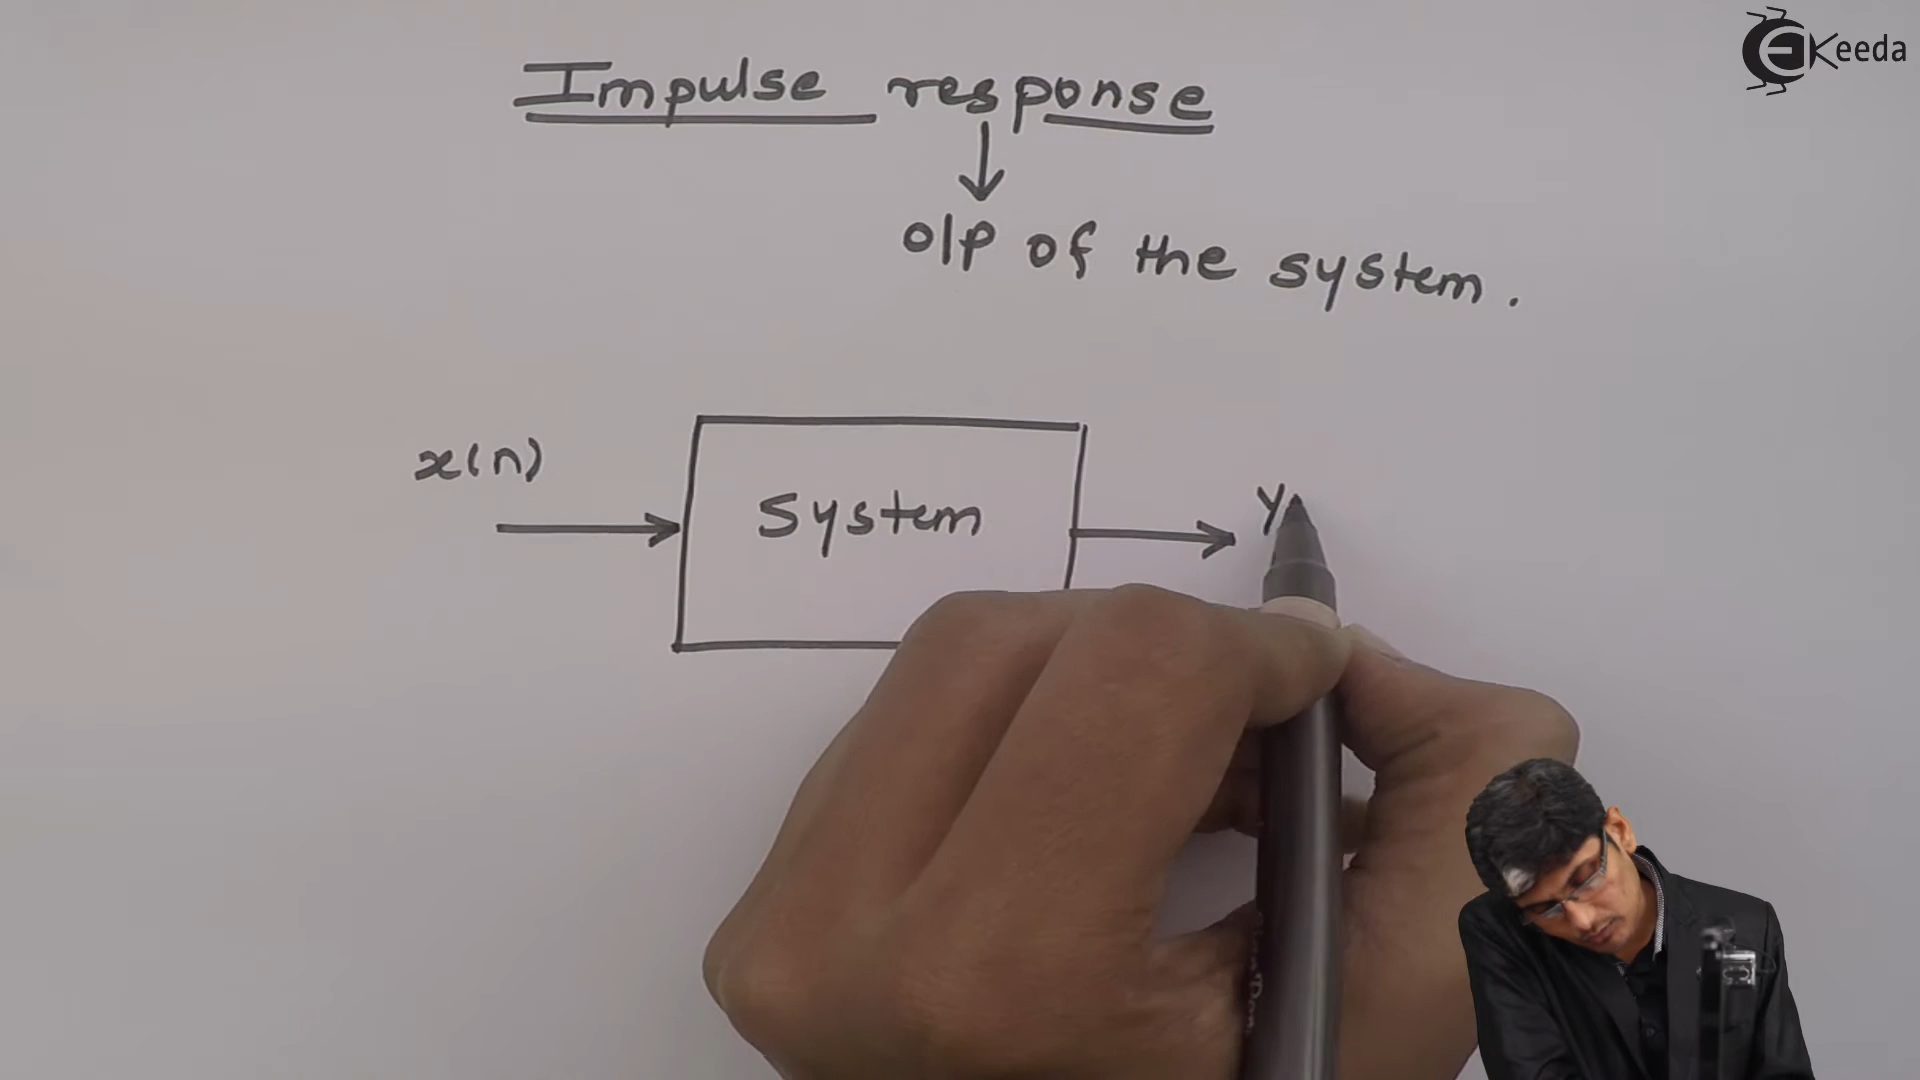 Impulse response
o/p of the system.
x(n)
System
y
Keeda